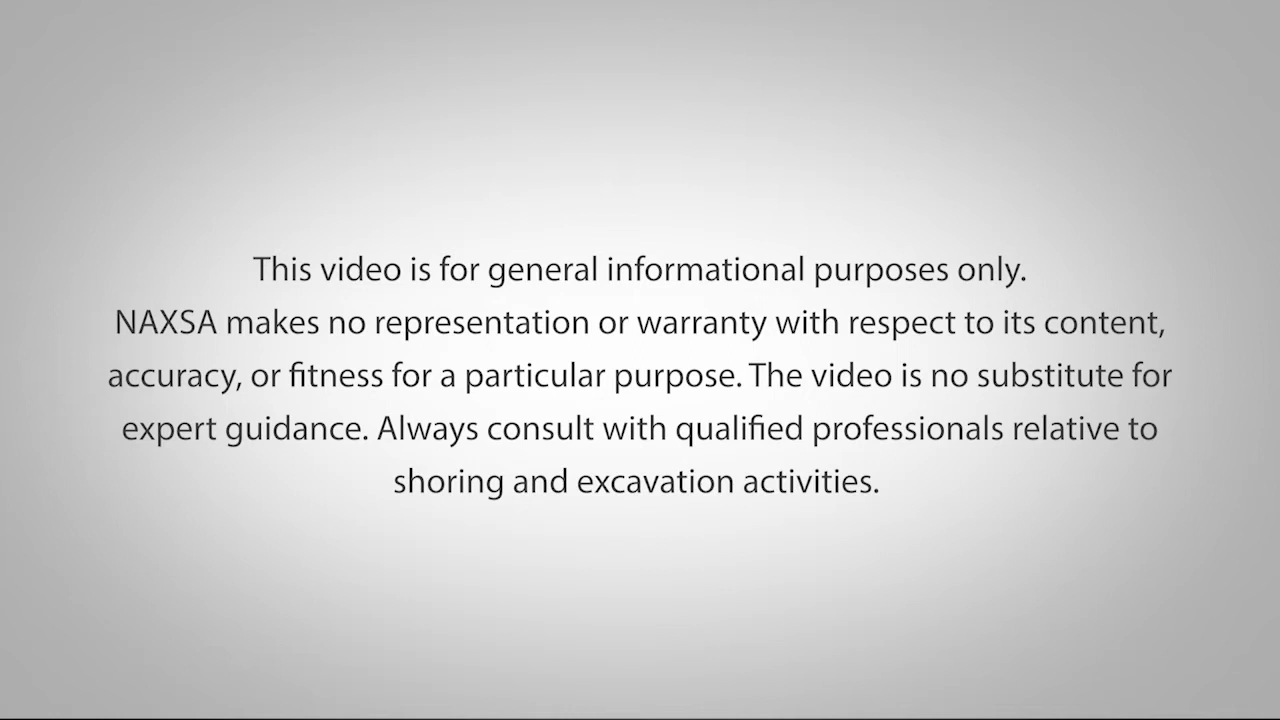 This video is for general informational purposes only.
NAXSA makes no representation or warranty with respect to its content,
accuracy, or fitness for a particular purpose. The video is no substitute for
expert guidance. Always consult with qualified professionals relative to
shoring and excavation activities.